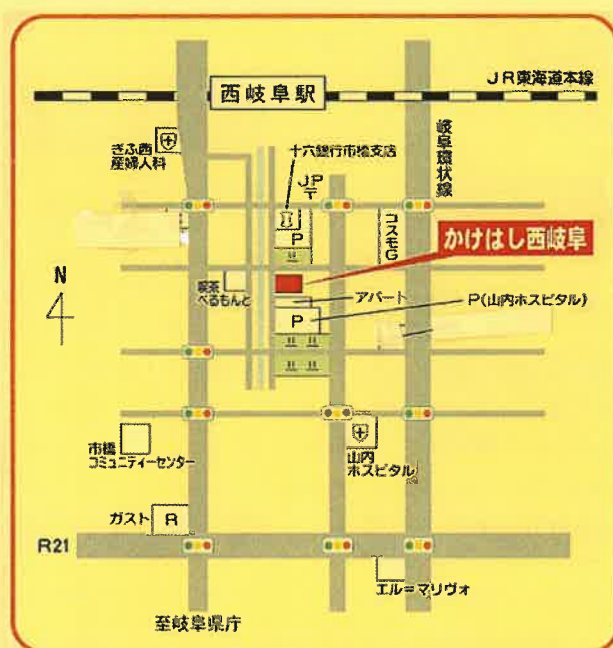 JR東海道本線
西岐阜駅
ぎふ西
産婦人科
十六銀行市橋支店
JP
〒
岐阜環状線
P
コスモG
かけはし西岐阜
N
喫茶
べるもんと
アパート
P(山内ホスピタル)
P
市橋
コミュニティーセンター
山内
ホスピタル
ガスト
R
R21
エル=マリヴォ
至岐阜県庁